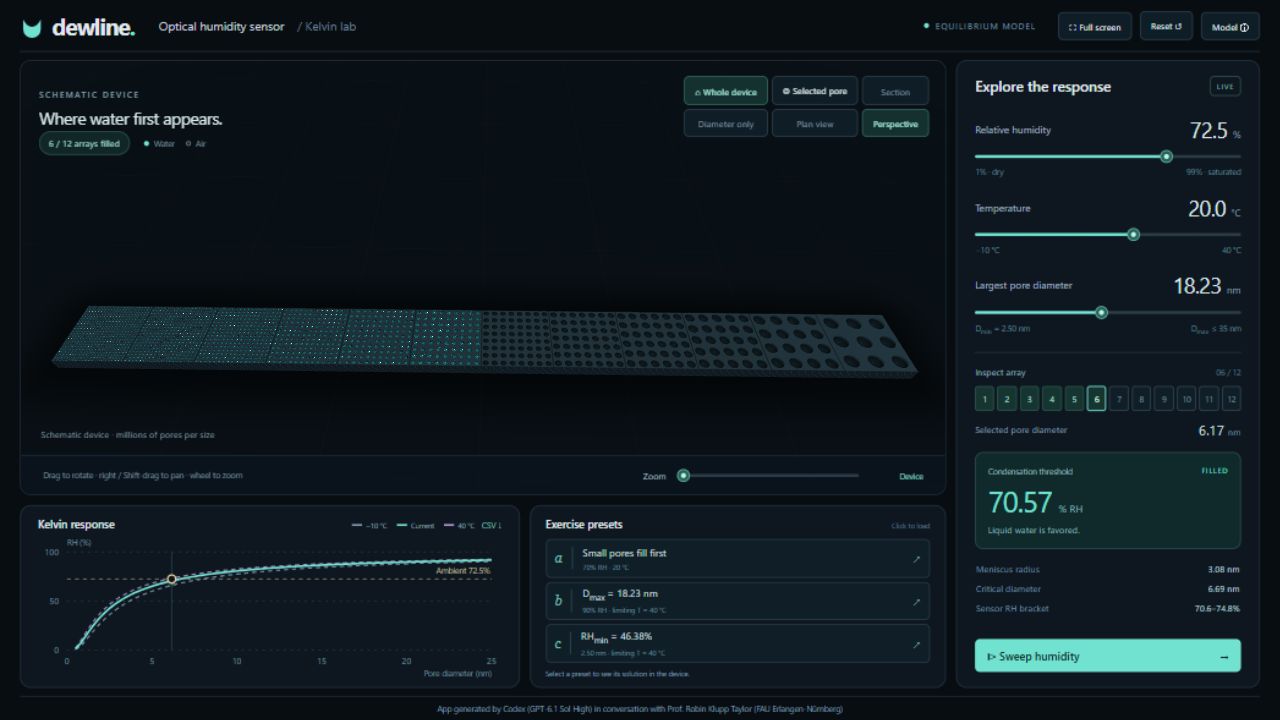 dewline. Optical humidity sensor / Kelvin lab
EQUILIBRIUM MODEL Full screen Reset ↺ Model ⓘ
SCHEMATIC DEVICE
Where water first appears.
6 / 12 arrays filled Water Air
Whole device Selected pore Section
Diameter only Plan view Perspective
Schematic device · millions of pores per size
Drag to rotate · right / Shift-drag to pan · wheel to zoom Zoom Device
Kelvin response
−10 °C Current 40 °C CSV ↓
RH (%)
100
50
0
Ambient 72.5%
0 5 10 15 20 25
Pore diameter (nm)
Exercise presets Click to load
a Small pores fill first ↗
70% RH · 20 °C
b Dmax = 18.23 nm ↗
90% RH · limiting T = 40 °C
c RHmin = 46.38% ↗
2.50 nm · limiting T = 40 °C
Select a preset to see its solution in the device.
Explore the response LIVE
Relative humidity 72.5 %
1% · dry 99% · saturated
Temperature 20.0 °C
−10 °C 40 °C
Largest pore diameter 18.23 nm
Dmin = 2.50 nm Dmax ≤ 35 nm
Inspect array 06 / 12
1 2 3 4 5 6 7 8 9 10 11 12
Selected pore diameter 6.17 nm
Condensation threshold FILLED
70.57 % RH
Liquid water is favored.
Meniscus radius 3.08 nm
Critical diameter 6.69 nm
Sensor RH bracket 70.6–74.8%
Sweep humidity →
App generated by Codex (GPT-6.1 Sol High) in conversation with Prof. Robin Klupp Taylor (FAU Erlangen-Nürnberg)